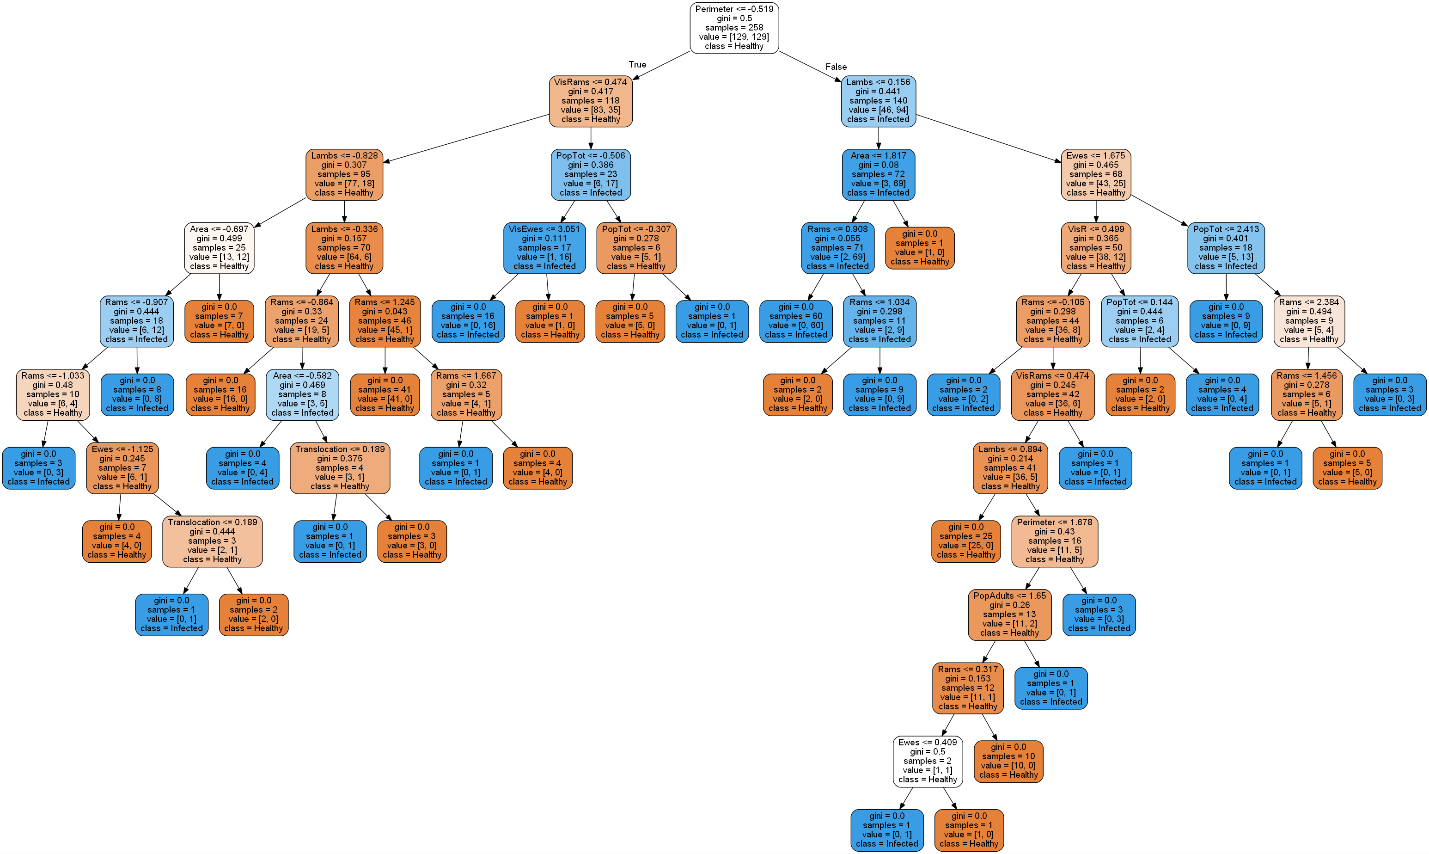 Perimeter <= -0.519
gini = 0.5
samples = 258
value = [129, 129]
class = Healthy
True
False
VisRams <= 0.474
gini = 0.417
samples = 118
value = [83, 35]
class = Healthy
Lambs <= 0.156
gini = 0.441
samples = 140
value = [46, 94]
class = Infected
Lambs <= -0.828
gini = 0.307
samples = 95
value = [77, 18]
class = Healthy
PopTot <= -0.506
gini = 0.386
samples = 23
value = [6, 17]
class = Infected
Area <= 1.817
gini = 0.08
samples = 72
value = [3, 69]
class = Infected
Ewes <= 1.675
gini = 0.465
samples = 68
value = [43, 25]
class = Healthy
Area <= -0.697
gini = 0.499
samples = 25
value = [13, 12]
class = Healthy
Lambs <= -0.336
gini = 0.157
samples = 70
value = [64, 6]
class = Healthy
VisEwes <= 3.051
gini = 0.111
samples = 17
value = [1, 16]
class = Infected
PopTot <= -0.307
gini = 0.278
samples = 6
value = [5, 1]
class = Healthy
Rams <= 0.908
gini = 0.055
samples = 71
value = [2, 69]
class = Infected
gini = 0.0
samples = 1
value = [1, 0]
class = Healthy
VisR <= 0.499
gini = 0.365
samples = 50
value = [38, 12]
class = Healthy
PopTot <= 2.413
gini = 0.401
samples = 18
value = [5, 13]
class = Infected
Rams <= -0.907
gini = 0.444
samples = 18
value = [6, 12]
class = Infected
gini = 0.0
samples = 7
value = [7, 0]
class = Healthy
Rams <= -0.864
gini = 0.33
samples = 24
value = [19, 5]
class = Healthy
Rams <= 1.245
gini = 0.043
samples = 46
value = [45, 1]
class = Healthy
gini = 0.0
samples = 16
value = [0, 16]
class = Infected
gini = 0.0
samples = 1
value = [1, 0]
class = Healthy
gini = 0.0
samples = 5
value = [5, 0]
class = Healthy
gini = 0.0
samples = 1
value = [0, 1]
class = Infected
gini = 0.0
samples = 60
value = [0, 60]
class = Infected
Rams <= 1.034
gini = 0.298
samples = 11
value = [2, 9]
class = Infected
Rams <= -0.105
gini = 0.298
samples = 44
value = [36, 8]
class = Healthy
PopTot <= 0.144
gini = 0.444
samples = 6
value = [2, 4]
class = Infected
gini = 0.0
samples = 9
value = [0, 9]
class = Infected
Rams <= 2.384
gini = 0.494
samples = 9
value = [5, 4]
class = Healthy
Rams <= -1.033
gini = 0.48
samples = 10
value = [6, 4]
class = Healthy
gini = 0.0
samples = 8
value = [0, 8]
class = Infected
gini = 0.0
samples = 16
value = [16, 0]
class = Healthy
Area <= -0.582
gini = 0.469
samples = 8
value = [3, 5]
class = Infected
gini = 0.0
samples = 41
value = [41, 0]
class = Healthy
Rams <= 1.667
gini = 0.32
samples = 5
value = [4, 1]
class = Healthy
gini = 0.0
samples = 2
value = [2, 0]
class = Healthy
gini = 0.0
samples = 9
value = [0, 9]
class = Infected
gini = 0.0
samples = 2
value = [0, 2]
class = Infected
VisRams <= 0.474
gini = 0.245
samples = 42
value = [36, 6]
class = Healthy
gini = 0.0
samples = 2
value = [2, 0]
class = Healthy
gini = 0.0
samples = 4
value = [0, 4]
class = Infected
Rams <= 1.456
gini = 0.278
samples = 6
value = [5, 1]
class = Healthy
gini = 0.0
samples = 3
value = [0, 3]
class = Infected
gini = 0.0
samples = 3
value = [0, 3]
class = Infected
Ewes <= -1.125
gini = 0.245
samples = 7
value = [6, 1]
class = Healthy
gini = 0.0
samples = 4
value = [0, 4]
class = Infected
Translocation <= 0.189
gini = 0.375
samples = 4
value = [3, 1]
class = Healthy
gini = 0.0
samples = 1
value = [0, 1]
class = Infected
gini = 0.0
samples = 4
value = [4, 0]
class = Healthy
Lambs <= 0.894
gini = 0.214
samples = 41
value = [36, 5]
class = Healthy
gini = 0.0
samples = 1
value = [0, 1]
class = Infected
gini = 0.0
samples = 1
value = [0, 1]
class = Infected
gini = 0.0
samples = 5
value = [5, 0]
class = Healthy
gini = 0.0
samples = 4
value = [4, 0]
class = Healthy
Translocation <= 0.189
gini = 0.444
samples = 3
value = [2, 1]
class = Healthy
gini = 0.0
samples = 1
value = [0, 1]
class = Infected
gini = 0.0
samples = 3
value = [3, 0]
class = Healthy
gini = 0.0
samples = 25
value = [25, 0]
class = Healthy
Perimeter <= 1.678
gini = 0.43
samples = 16
value = [11, 5]
class = Healthy
gini = 0.0
samples = 1
value = [0, 1]
class = Infected
gini = 0.0
samples = 2
value = [2, 0]
class = Healthy
PopAdults <= 1.65
gini = 0.26
samples = 13
value = [11, 2]
class = Healthy
gini = 0.0
samples = 3
value = [0, 3]
class = Infected
Rams <= 0.317
gini = 0.153
samples = 12
value = [11, 1]
class = Healthy
gini = 0.0
samples = 1
value = [0, 1]
class = Infected
Ewes <= 0.409
gini = 0.5
samples = 2
value = [1, 1]
class = Healthy
gini = 0.0
samples = 10
value = [10, 0]
class = Healthy
gini = 0.0
samples = 1
value = [0, 1]
class = Infected
gini = 0.0
samples = 1
value = [1, 0]
class = Healthy